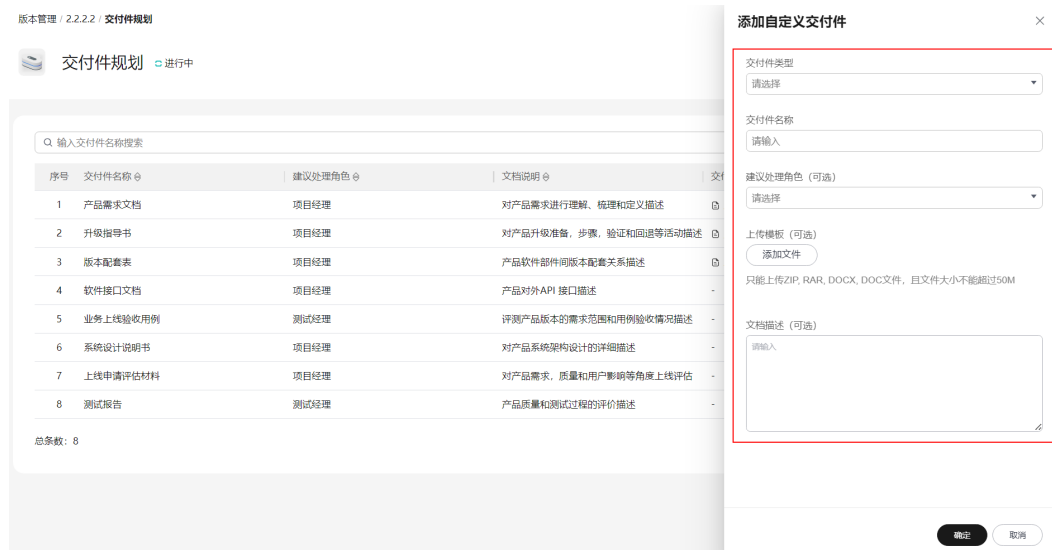 版本管理 / 2.2.2.2 / 交付件规划
交付件规划 进行中
输入交付件名称搜索
序号 交付件名称 建议处理角色 文档说明
1 产品需求文档 项目经理 对产品需求进行理解、梳理和定义描述
2 升级指导书 项目经理 对产品升级准备，步骤，验证和回退等活动描述
3 版本配套表 项目经理 产品软件部件间版本配套关系描述
4 软件接口文档 项目经理 产品对外API 接口描述 -
5 业务上线验收用例 测试经理 评测产品版本的需求范围和用例验收情况描述 -
6 系统设计说明书 项目经理 对产品系统架构设计的详细描述 -
7 上线申请评估材料 项目经理 对产品需求，质量和用户影响等角度上线评估 -
8 测试报告 测试经理 产品质量和测试过程的评价描述 -
总条数：8
添加自定义交付件
交付件类型
请选择
交付件名称
请输入
建议处理角色（可选）
请选择
上传模板（可选）
添加文件
只能上传ZIP, RAR, DOCX, DOC文件，且文件大小不能超过50M
文档描述（可选）
请输入
确定 取消